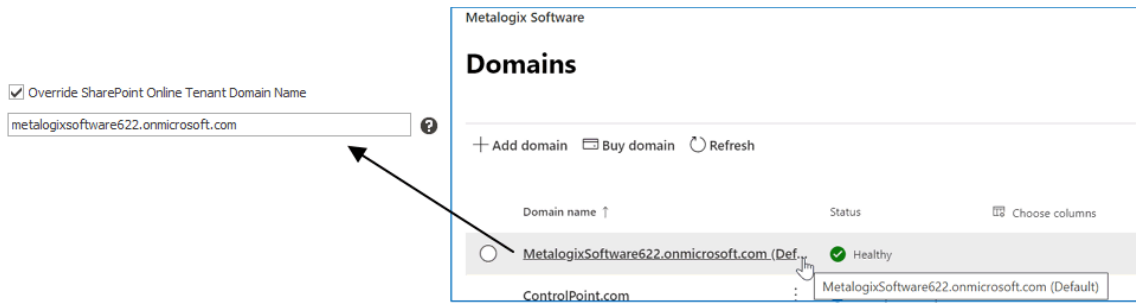 Metalogix Software
Domains
Override SharePoint Online Tenant Domain Name
metalogixsoftware622.onmicrosoft.com
Add domain Buy domain Refresh
Domain name ↑ Status Choose columns
MetalogixSoftware622.onmicrosoft.com (Def... Healthy
MetalogixSoftware622.onmicrosoft.com (Default)
ControlPoint.com